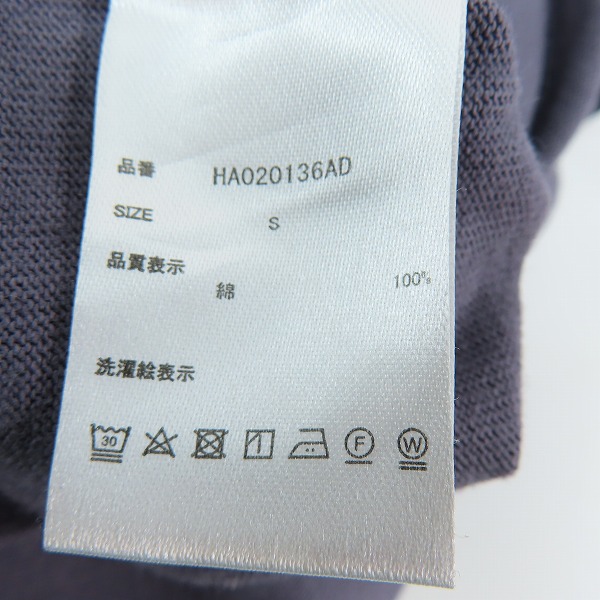 品番 HA020136AD
SIZE S
品質表示
綿 100%
洗濯絵表示
30 F W